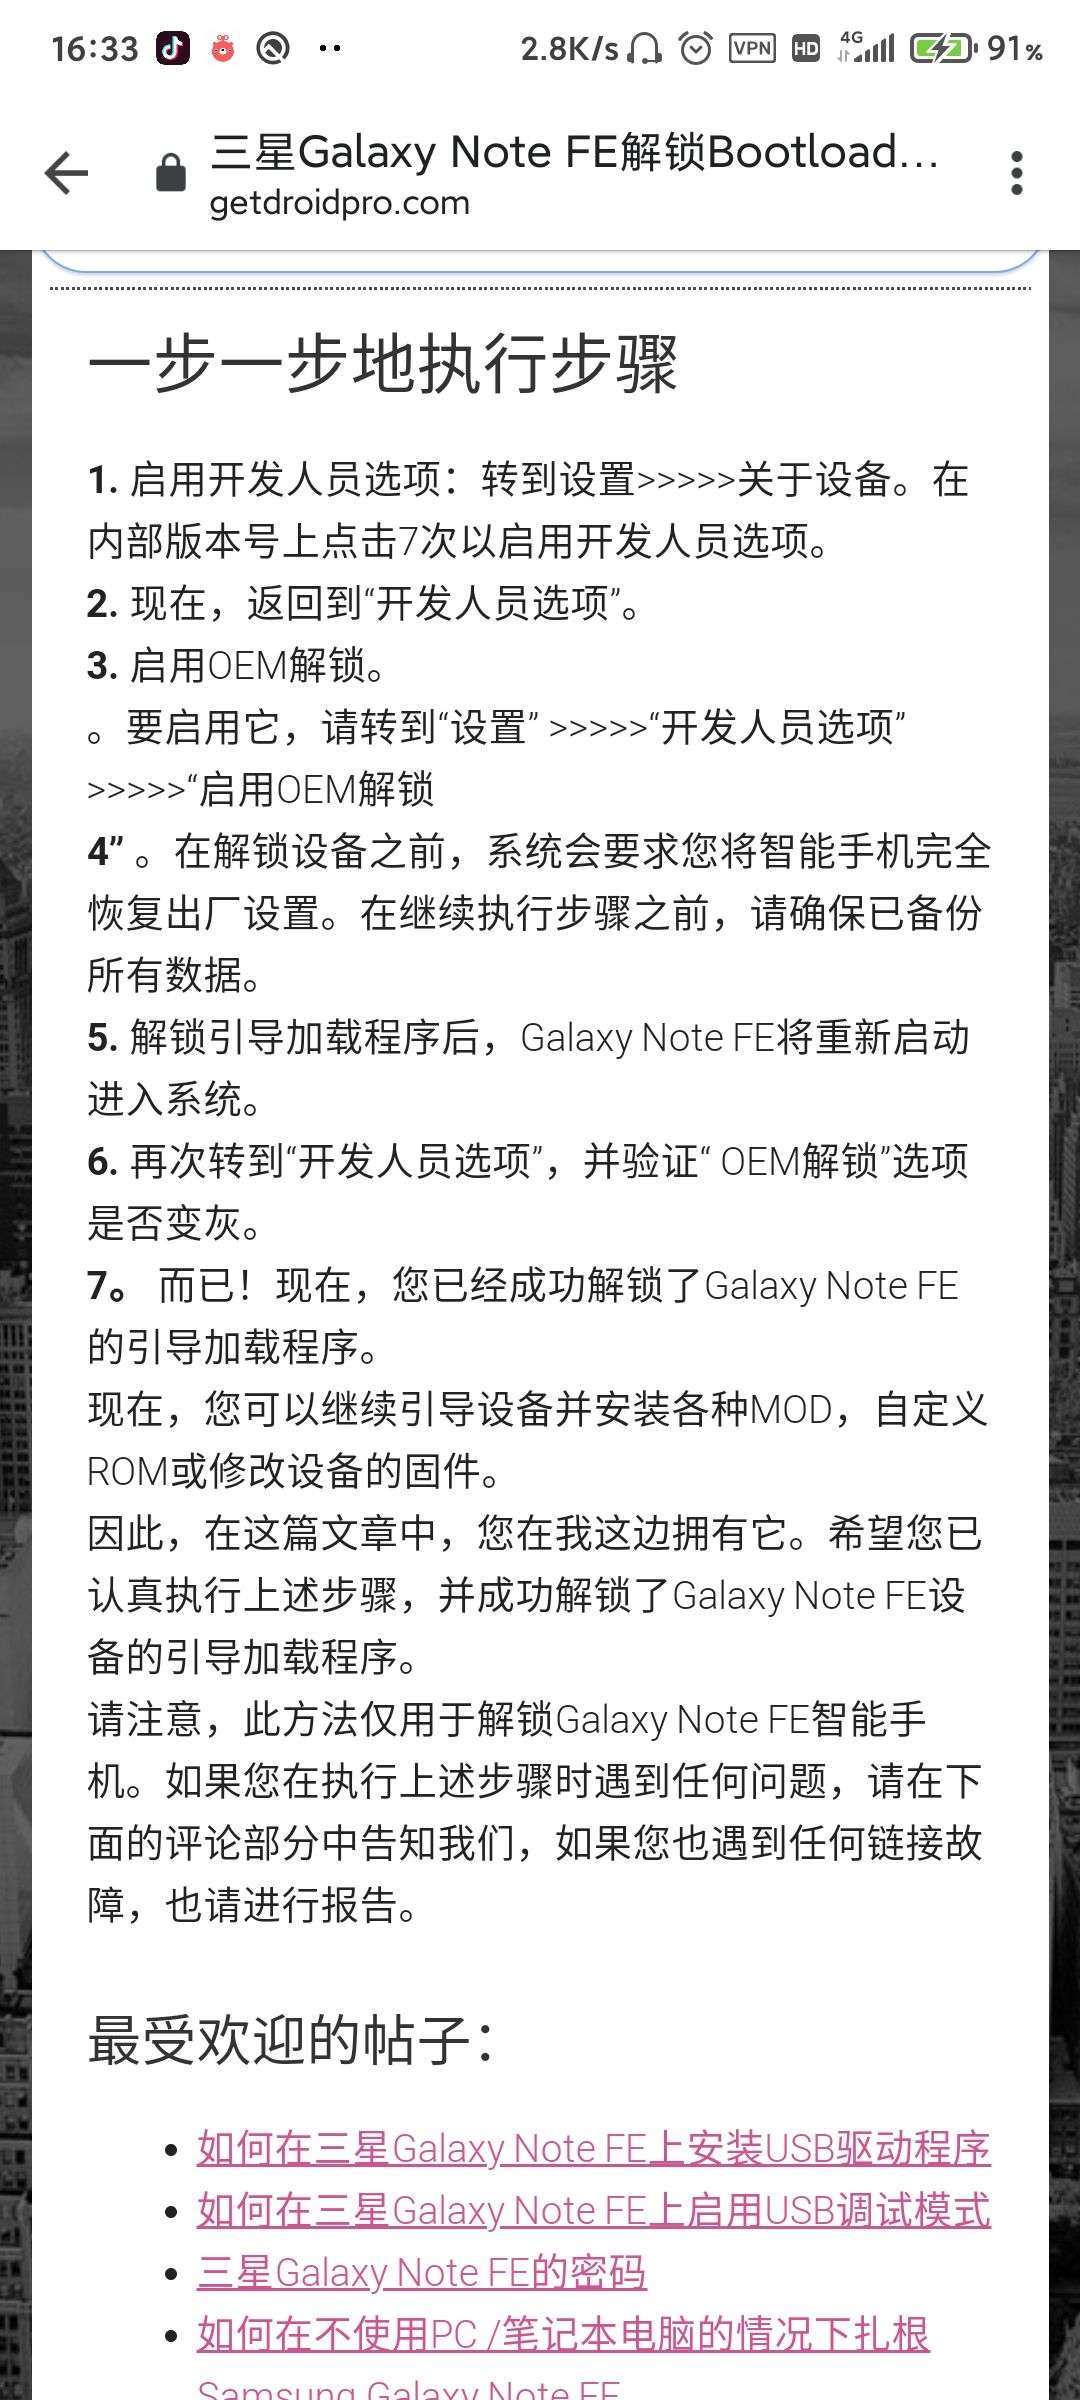 16:33
2.8K/s VPN HD 4G 91%
三星Galaxy Note FE解锁Bootload...
getdroidpro.com
一步一步地执行步骤
1. 启用开发人员选项：转到设置>>>>>关于设备。在
内部版本号上点击7次以启用开发人员选项。
2. 现在，返回到“开发人员选项”。
3. 启用OEM解锁。
。要启用它，请转到“设置” >>>>>“开发人员选项”
>>>>>“启用OEM解锁
4” 。在解锁设备之前，系统会要求您将智能手机完全
恢复出厂设置。在继续执行步骤之前，请确保已备份
所有数据。
5. 解锁引导加载程序后，Galaxy Note FE将重新启动
进入系统。
6. 再次转到“开发人员选项”，并验证“ OEM解锁”选项
是否变灰。
7。 而已！现在，您已经成功解锁了Galaxy Note FE
的引导加载程序。
现在，您可以继续引导设备并安装各种MOD，自定义
ROM或修改设备的固件。
因此，在这篇文章中，您在我这边拥有它。希望您已
认真执行上述步骤，并成功解锁了Galaxy Note FE设
备的引导加载程序。
请注意，此方法仅用于解锁Galaxy Note FE智能手
机。如果您在执行上述步骤时遇到任何问题，请在下
面的评论部分中告知我们，如果您也遇到任何链接故
障，也请进行报告。
最受欢迎的帖子：
如何在三星Galaxy Note FE上安装USB驱动程序
如何在三星Galaxy Note FE上启用USB调试模式
三星Galaxy Note FE的密码
如何在不使用PC /笔记本电脑的情况下扎根
Samsung Galaxy Note FE